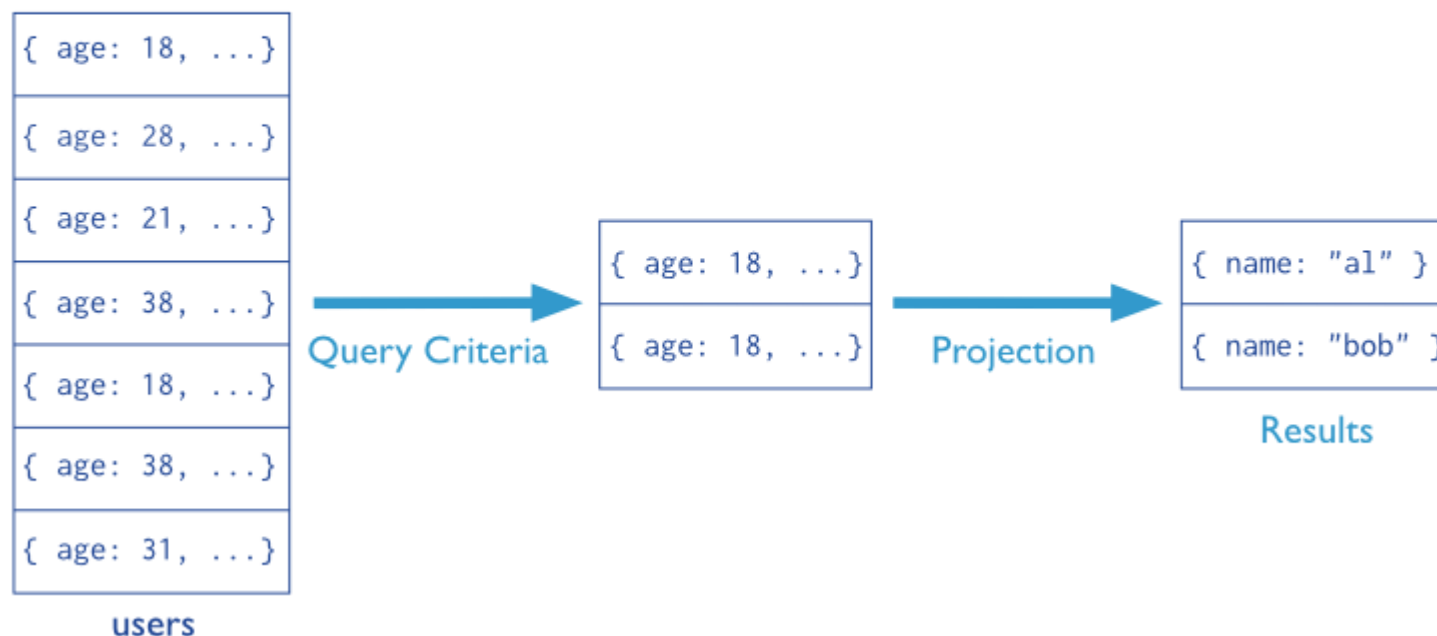 { age: 18, ...}
{ age: 28, ...}
{ age: 21, ...}
{ age: 38, ...}
{ age: 18, ...}
{ age: 38, ...}
{ age: 31, ...}
users
Query Criteria
{ age: 18, ...}
{ age: 18, ...}
Projection
{ name: "al" }
{ name: "bob" }
Results